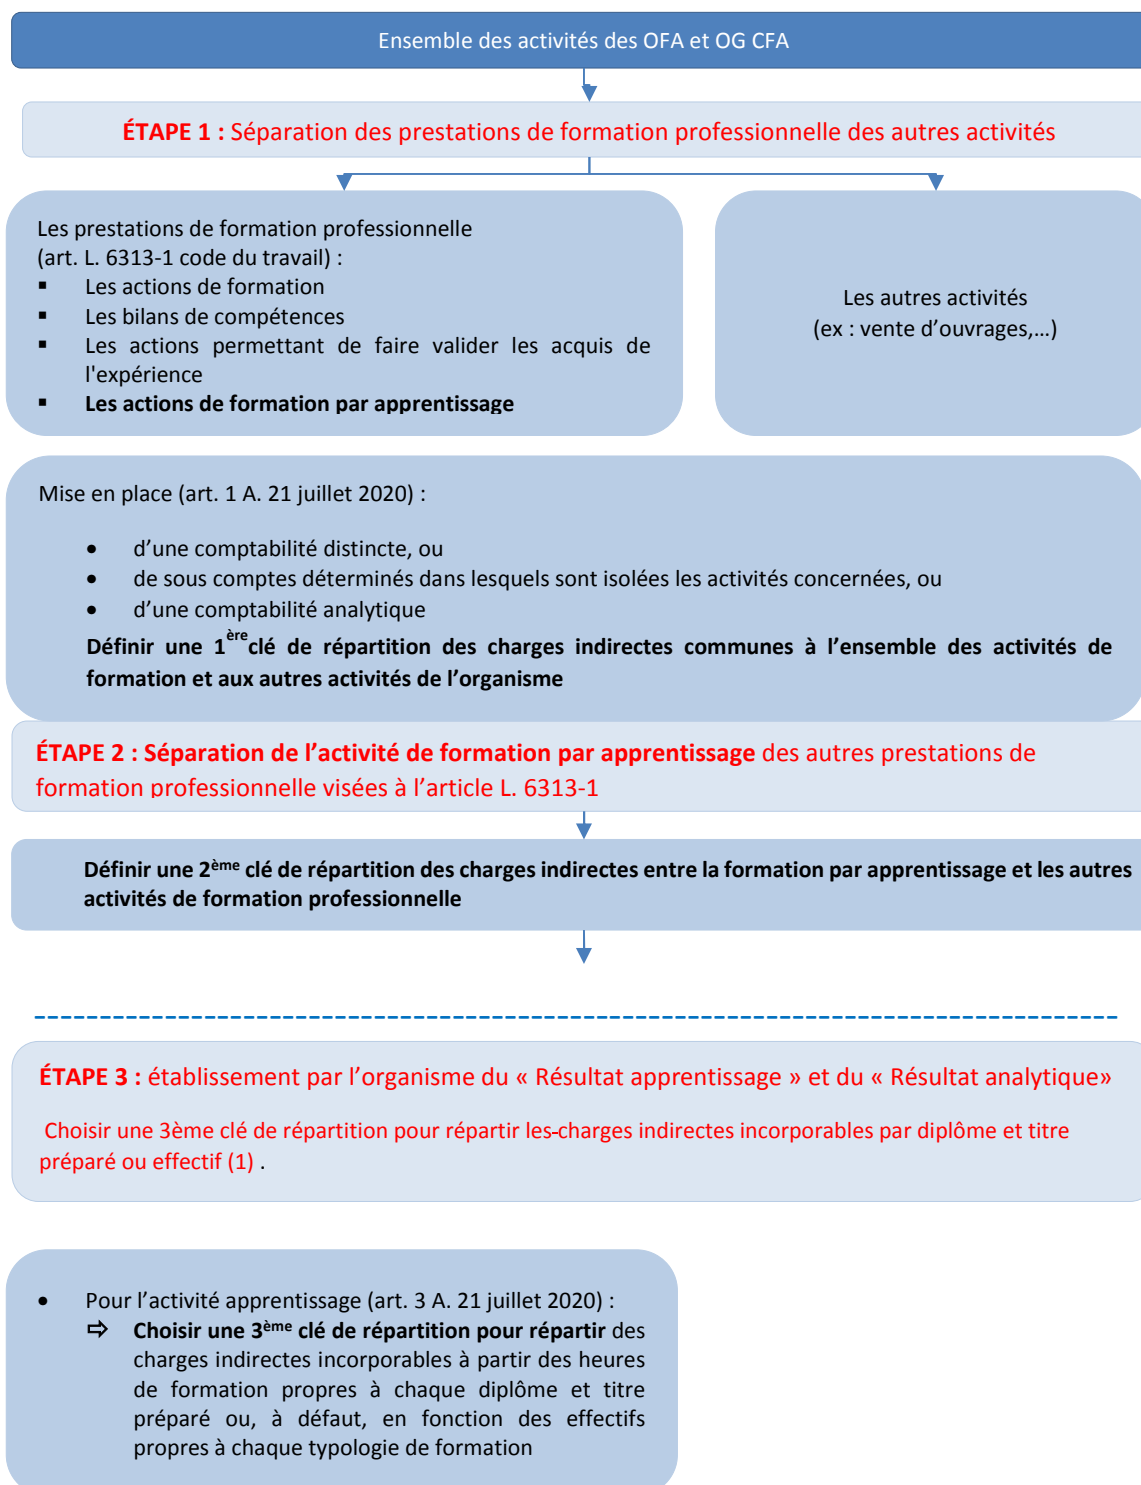 Ensemble des activités des OFA et OG CFA
ÉTAPE 1 : Séparation des prestations de formation professionnelle des autres activités
Les prestations de formation professionnelle
(art. L. 6313-1 code du travail) :
▪ Les actions de formation
▪ Les bilans de compétences
▪ Les actions permettant de faire valider les acquis de
l'expérience
▪ Les actions de formation par apprentissage
Les autres activités
(ex : vente d’ouvrages,…)
Mise en place (art. 1 A. 21 juillet 2020) :
• d’une comptabilité distincte, ou
• de sous comptes déterminés dans lesquels sont isolées les activités concernées, ou
• d’une comptabilité analytique
Définir une 1ère clé de répartition des charges indirectes communes à l’ensemble des activités de
formation et aux autres activités de l’organisme
ÉTAPE 2 : Séparation de l’activité de formation par apprentissage des autres prestations de
formation professionnelle visées à l’article L. 6313-1
Définir une 2ème clé de répartition des charges indirectes entre la formation par apprentissage et les autres
activités de formation professionnelle
ÉTAPE 3 : établissement par l’organisme du « Résultat apprentissage » et du « Résultat analytique»
Choisir une 3ème clé de répartition pour répartir les-charges indirectes incorporables par diplôme et titre
préparé ou effectif (1) .
• Pour l’activité apprentissage (art. 3 A. 21 juillet 2020) :
⇨ Choisir une 3ème clé de répartition pour répartir des
charges indirectes incorporables à partir des heures
de formation propres à chaque diplôme et titre
préparé ou, à défaut, en fonction des effectifs
propres à chaque typologie de formation